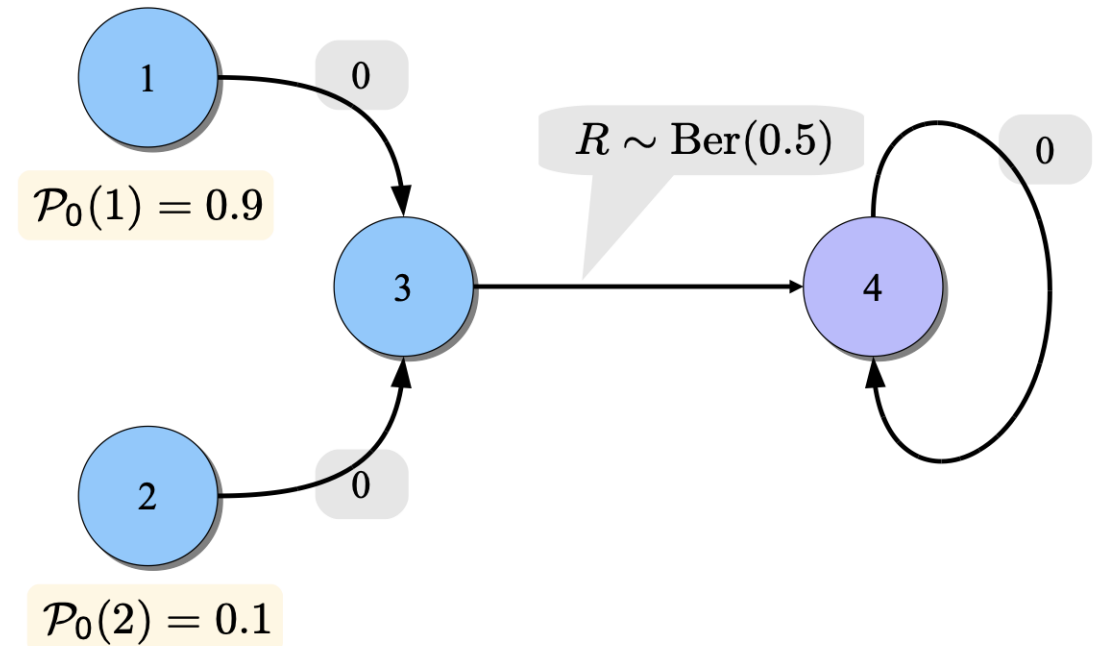 1
0
𝒫₀(1) = 0.9
R ∼ Ber(0.5)
0
3
4
2
0
𝒫₀(2) = 0.1